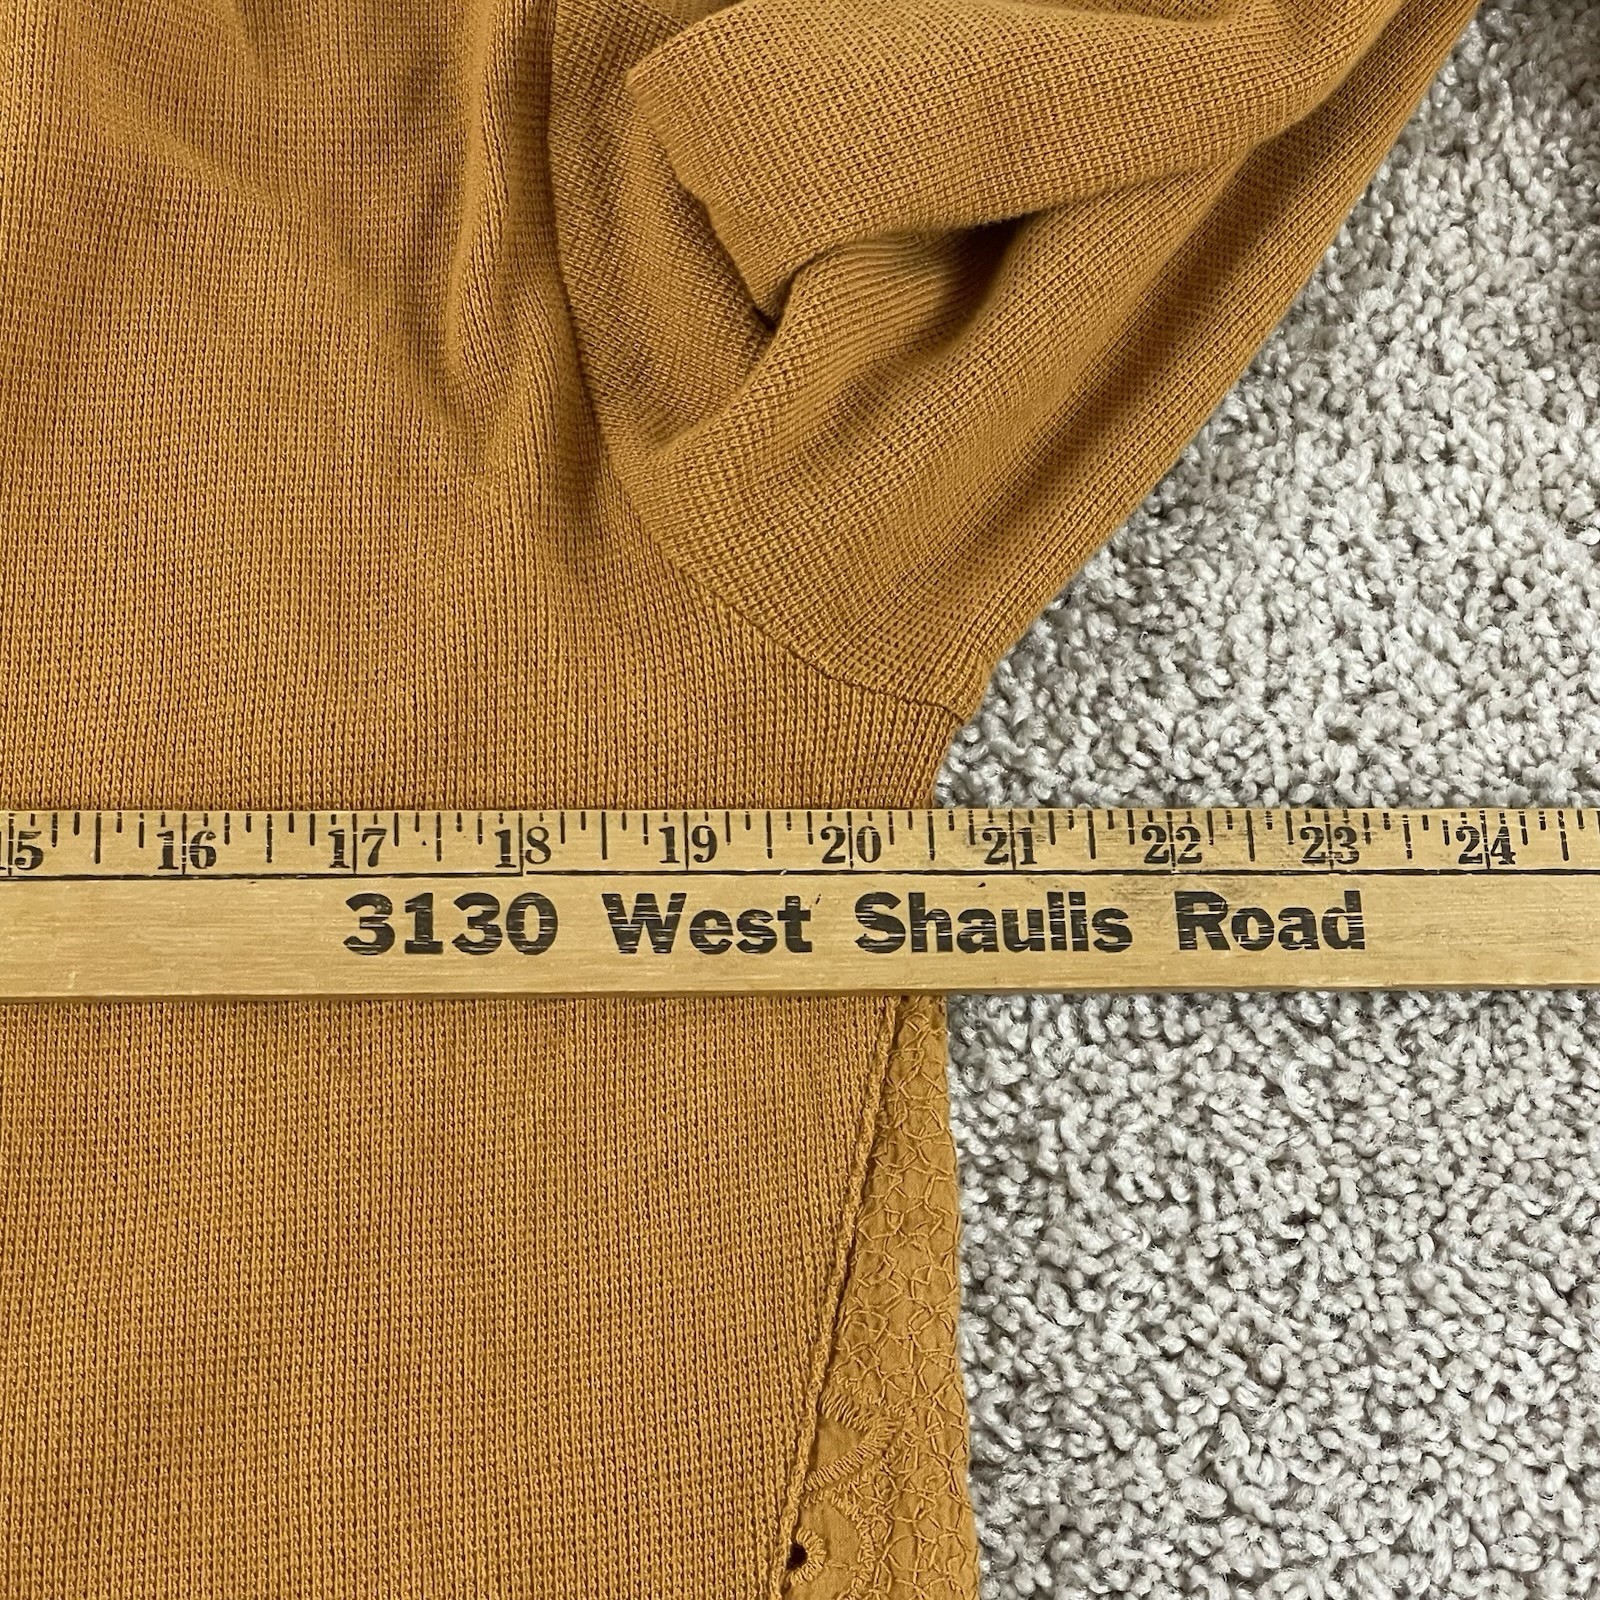 15 16 17 18 19 20 21 22 23 24
3130 West Shaulis Road